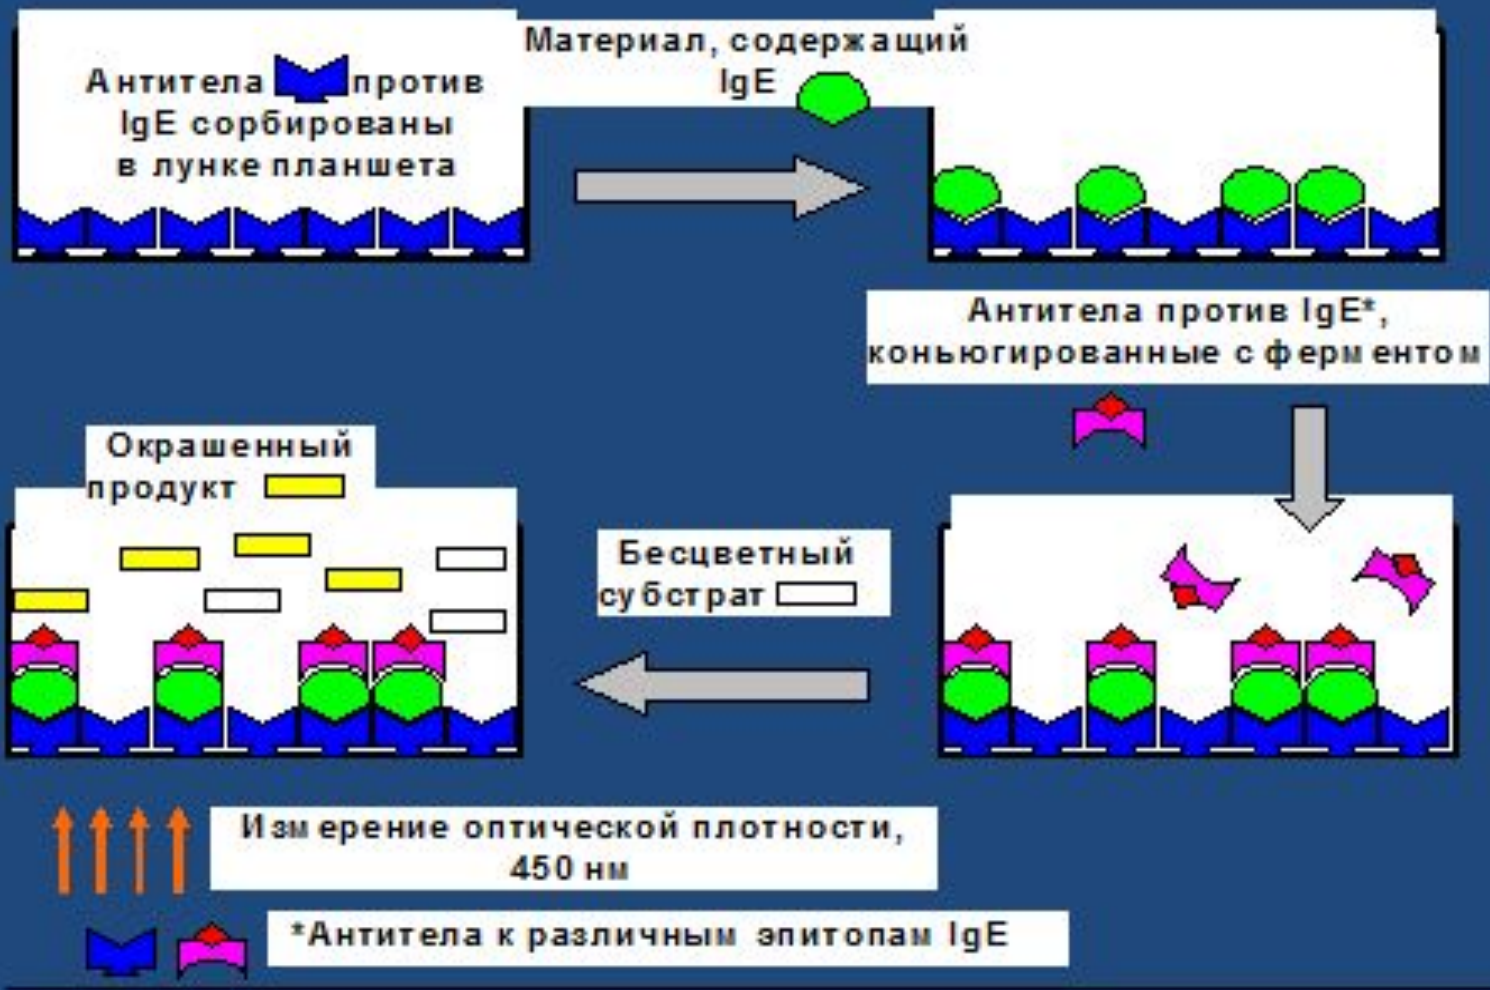 Антитела против
IgE сорбированы
в лунке планшета
Материал, содержащий
IgE
Антитела против IgE*,
коньюгированные с ферментом
Бесцветный
субстрат
Окрашенный
продукт
Измерение оптической плотности,
450 нм
*Антитела к различным эпитопам IgE